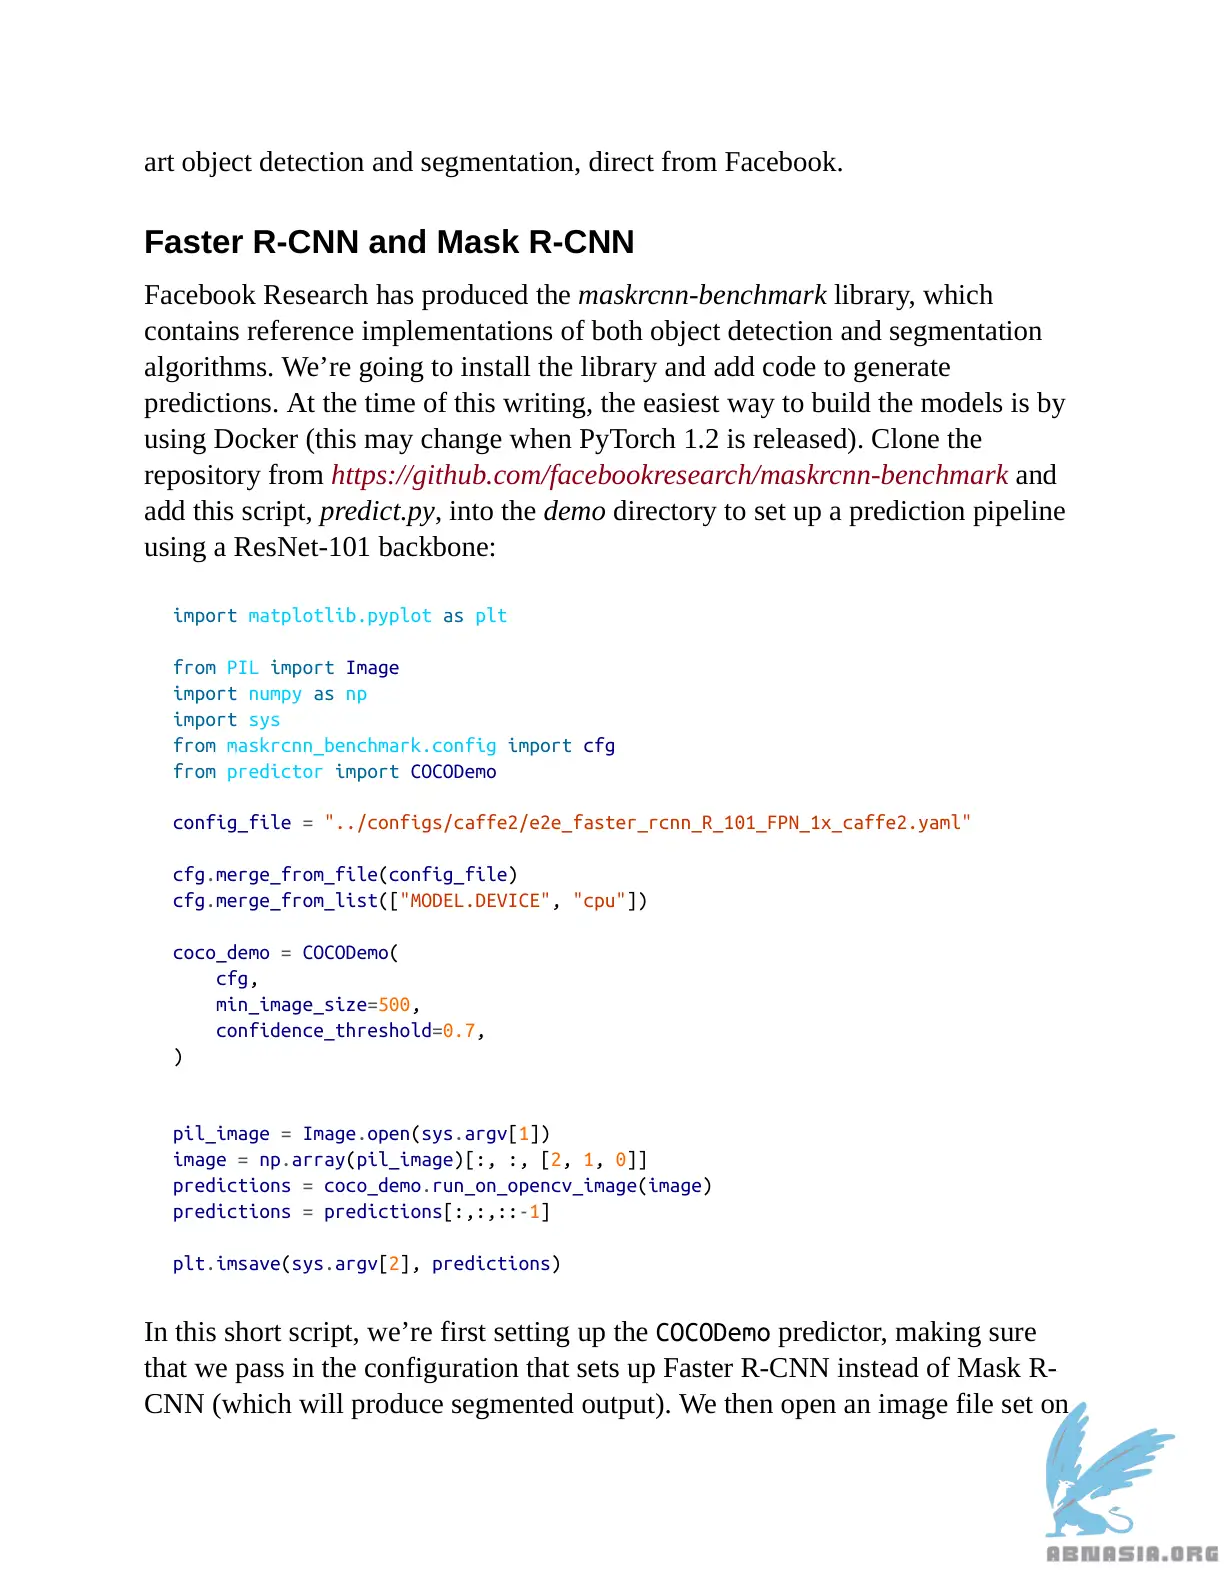 art object detection and segmentation, direct from Facebook.
Faster R-CNN and Mask R-CNN
Facebook Research has produced the maskrcnn-benchmark library, which
contains reference implementations of both object detection and segmentation
algorithms. We’re going to install the library and add code to generate
predictions. At the time of this writing, the easiest way to build the models is by
using Docker (this may change when PyTorch 1.2 is released). Clone the
repository from https://github.com/facebookresearch/maskrcnn-benchmark and
add this script, predict.py, into the demo directory to set up a prediction pipeline
using a ResNet-101 backbone:
import matplotlib.pyplot as plt
from PIL import Image
import numpy as np
import sys
from maskrcnn_benchmark.config import cfg
from predictor import COCODemo
config_file = "../configs/caffe2/e2e_faster_rcnn_R_101_FPN_1x_caffe2.yaml"
cfg.merge_from_file(config_file)
cfg.merge_from_list(["MODEL.DEVICE", "cpu"])
coco_demo = COCODemo(
    cfg,
    min_image_size=500,
    confidence_threshold=0.7,
)
pil_image = Image.open(sys.argv[1])
image = np.array(pil_image)[:, :, [2, 1, 0]]
predictions = coco_demo.run_on_opencv_image(image)
predictions = predictions[:,:,::-1]
plt.imsave(sys.argv[2], predictions)
In this short script, we’re first setting up the COCODemo predictor, making sure
that we pass in the configuration that sets up Faster R-CNN instead of Mask R-
CNN (which will produce segmented output). We then open an image file set on
ABNASIA.ORG